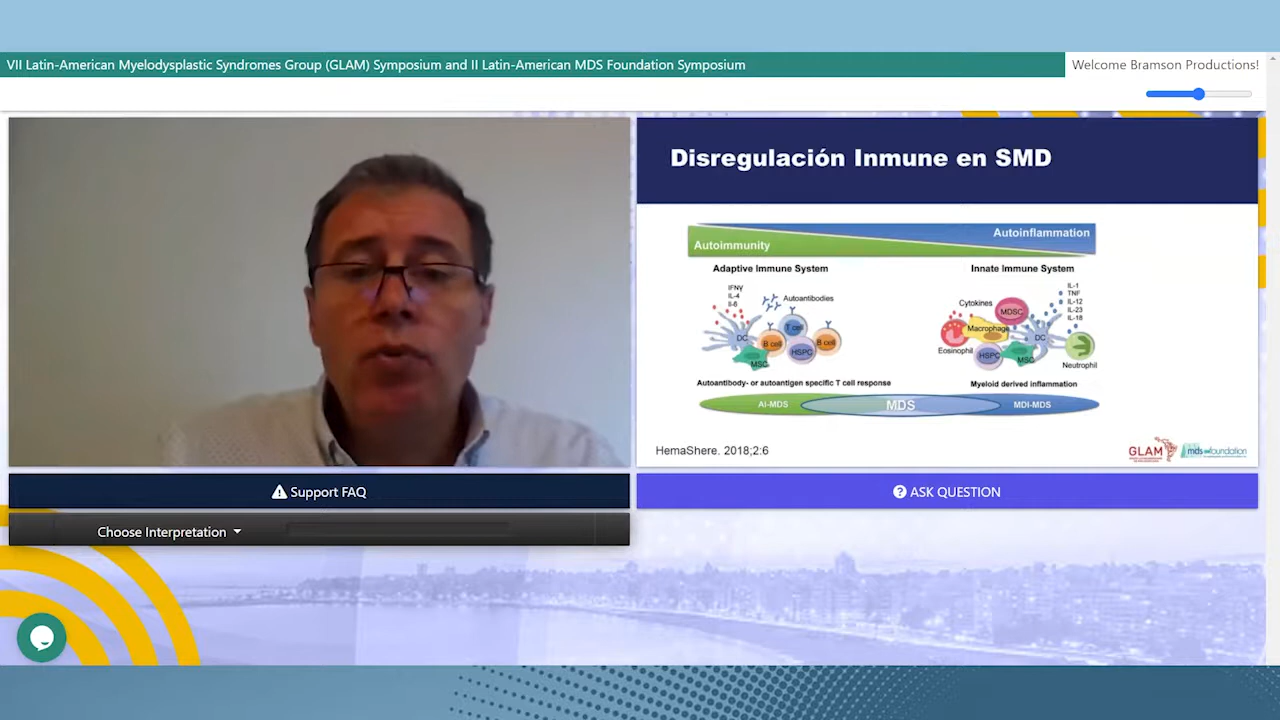 VII Latin-American Myelodysplastic Syndromes Group (GLAM) Symposium and II Latin-American MDS Foundation Symposium
Welcome Bramson Productions!
Disregulación Inmune en SMD
Autoimmunity
Autoinflammation
Adaptive Immune System
IFNγ
IL-4
Il-6
Autoantibodies
DC
T cell
B cell
B cell
HSPC
MSC
Autoantibody- or autoantigen specific T cell response
Innate Immune System
IL-1
TNF
IL-12
IL-23
IL-18
Cytokines
MDSC
Macrophage
DC
Eosinophil
HSPC
MSC
Neutrophil
Myeloid derived inflammation
AI-MDS
MDS
MDI-MDS
HemaShere. 2018;2:6
GLAM
mds foundation
Support FAQ
ASK QUESTION
Choose Interpretation